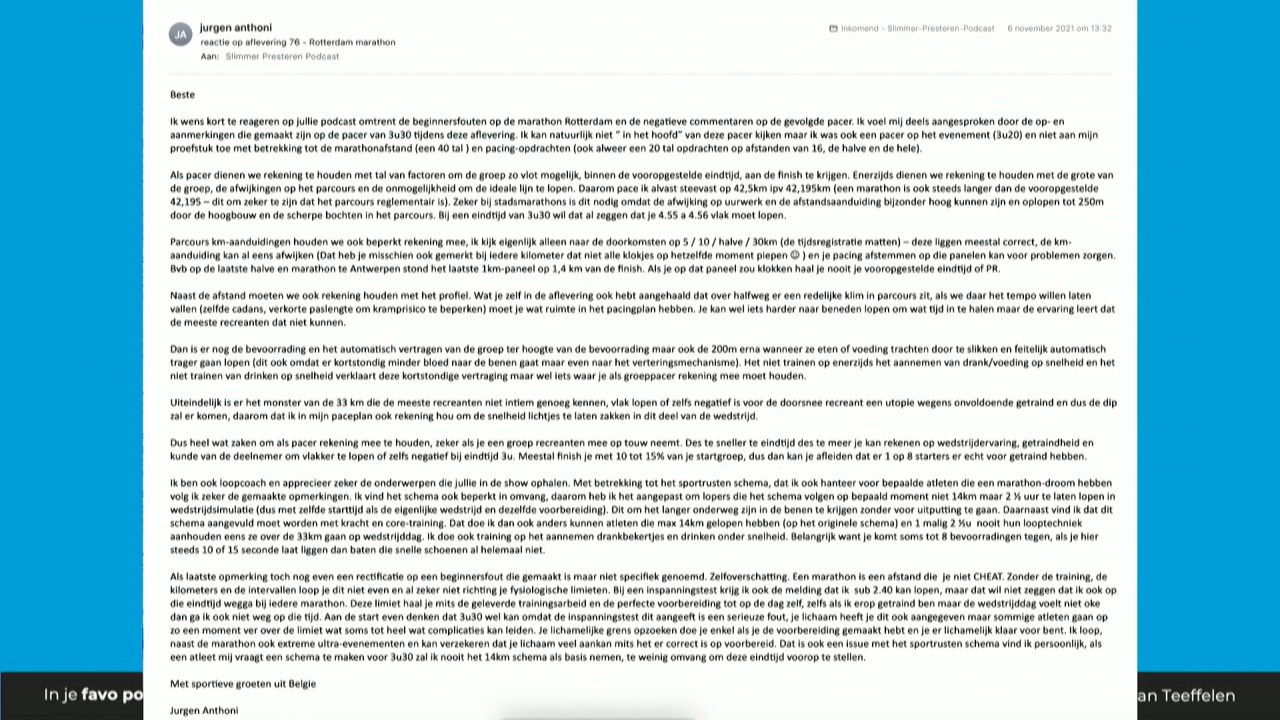 JA
jurgen anthoni
Inkomend - Slimmer-Presteren-Podcast 6 november 2021 om 13:32
reactie op aflevering 76 - Rotterdam marathon
Aan: Slimmer Presteren Podcast
Beste
Ik wens kort te reageren op jullie podcast omtrent de beginnersfouten op de marathon Rotterdam en de negatieve commentaren op de gevolgde pacer. Ik voel mij deels aangesproken door de op- en
aanmerkingen die gemaakt zijn op de pacer van 3u30 tijdens deze aflevering. Ik kan natuurlijk niet " in het hoofd" van deze pacer kijken maar ik was ook een pacer op het evenement (3u20) en niet aan mijn
proefstuk toe met betrekking tot de marathonafstand (een 40 tal ) en pacing-opdrachten (ook alweer een 20 tal opdrachten op afstanden van 16, de halve en de hele).
Als pacer dienen we rekening te houden met tal van factoren om de groep zo vlot mogelijk, binnen de vooropgestelde eindtijd, aan de finish te krijgen. Enerzijds dienen we rekening te houden met de grote van
de groep, de afwijkingen op het parcours en de onmogelijkheid om de ideale lijn te lopen. Daarom pace ik alvast steevast op 42,5km ipv 42,195km (een marathon is ook steeds langer dan de vooropgestelde
42,195 – dit om zeker te zijn dat het parcours reglementair is). Zeker bij stadsmarathons is dit nodig omdat de afwijking op uurwerk en de afstandsaanduiding bijzonder hoog kunnen zijn en oplopen tot 250m
door de hoogbouw en de scherpe bochten in het parcours. Bij een eindtijd van 3u30 wil dat al zeggen dat je 4.55 a 4.56 vlak moet lopen.
Parcours km-aanduidingen houden we ook beperkt rekening mee, ik kijk eigenlijk alleen naar de doorkomsten op 5 / 10 / halve / 30km (de tijdsregistratie matten) – deze liggen meestal correct, de km-
aanduiding kan al eens afwijken (Dat heb je misschien ook gemerkt bij iedere kilometer dat niet alle klokjes op hetzelfde moment piepen ☺ ) en je pacing afstemmen op die panelen kan voor problemen zorgen.
Bvb op de laatste halve en marathon te Antwerpen stond het laatste 1km-paneel op 1,4 km van de finish. Als je op dat paneel zou klokken haal je nooit je vooropgestelde eindtijd of PR.
Naast de afstand moeten we ook rekening houden met het profiel. Wat je zelf in de aflevering ook hebt aangehaald dat over halfweg er een redelijke klim in parcours zit, als we daar het tempo willen laten
vallen (zelfde cadans, verkorte paslengte om kramprisico te beperken) moet je wat ruimte in het pacingplan hebben. Je kan wel iets harder naar beneden lopen om wat tijd in te halen maar de ervaring leert dat
de meeste recreanten dat niet kunnen.
Dan is er nog de bevoorrading en het automatisch vertragen van de groep ter hoogte van de bevoorrading maar ook de 200m erna wanneer ze eten of voeding trachten door te slikken en feitelijk automatisch
trager gaan lopen (dit ook omdat er kortstondig minder bloed naar de benen gaat maar even naar het verteringsmechanisme). Het niet trainen op enerzijds het aannemen van drank/voeding op snelheid en het
niet trainen van drinken op snelheid verklaart deze kortstondige vertraging maar wel iets waar je als groeppacer rekening mee moet houden.
Uiteindelijk is er het monster van de 33 km die de meeste recreanten niet intiem genoeg kennen, vlak lopen of zelfs negatief is voor de doorsnee recreant een utopie wegens onvoldoende getraind en dus de dip
zal er komen, daarom dat ik in mijn paceplan ook rekening hou om de snelheid lichtjes te laten zakken in dit deel van de wedstrijd.
Dus heel wat zaken om als pacer rekening mee te houden, zeker als je een groep recreanten mee op touw neemt. Des te sneller te eindtijd des te meer je kan rekenen op wedstrijdervaring, getraindheid en
kunde van de deelnemer om vlakker te lopen of zelfs negatief bij eindtijd 3u. Meestal finish je met 10 tot 15% van je startgroep, dus dan kan je afleiden dat er 1 op 8 starters er echt voor getraind hebben.
Ik ben ook loopcoach en apprecieer zeker de onderwerpen die jullie in de show ophalen. Met betrekking tot het sportrusten schema, dat ik ook hanteer voor bepaalde atleten die een marathon-droom hebben
volg ik zeker de gemaakte opmerkingen. Ik vind het schema ook beperkt in omvang, daarom heb ik het aangepast om lopers die het schema volgen op bepaald moment niet 14km maar 2 ½ uur te laten lopen in
wedstrijdsimulatie (dus met zelfde starttijd als de eigenlijke wedstrijd en dezelfde voorbereiding). Dit om het langer onderweg zijn in de benen te krijgen zonder voor uitputting te gaan. Daarnaast vind ik dat dit
schema aangevuld moet worden met kracht en core-training. Dat doe ik dan ook anders kunnen atleten die max 14km gelopen hebben (op het originele schema) en 1 malig 2 ½u nooit hun looptechniek
aanhouden eens ze over de 33km gaan op wedstrijddag. Ik doe ook training op het aannemen drankbekertjes en drinken onder snelheid. Belangrijk want je komt soms tot 8 bevoorradingen tegen, als je hier
steeds 10 of 15 seconde laat liggen dan baten die snelle schoenen al helemaal niet.
Als laatste opmerking toch nog even een rectificatie op een beginnersfout die gemaakt is maar niet specifiek genoemd. Zelfoverschatting. Een marathon is een afstand die je niet CHEAT. Zonder de training, de
kilometers en de intervallen loop je dit niet even en al zeker niet richting je fysiologische limieten. Bij een inspanningstest krijg ik ook de melding dat ik sub 2.40 kan lopen, maar dat wil niet zeggen dat ik ook op
die eindtijd wegga bij iedere marathon. Deze limiet haal je mits de geleverde trainingsarbeid en de perfecte voorbereiding tot op de dag zelf, zelfs als ik erop getraind ben maar de wedstrijddag voelt niet oke
dan ga ik ook niet weg op die tijd. Aan de start even denken dat 3u30 wel kan omdat de inspanningstest dit aangeeft is een serieuze fout, je lichaam heeft je dit ook aangegeven maar sommige atleten gaan op
zo een moment ver over de limiet wat soms tot heel wat complicaties kan leiden. Je lichamelijke grens opzoeken doe je enkel als je de voorbereiding gemaakt hebt en je er lichamelijk klaar voor bent. Ik loop,
naast de marathon ook extreme ultra-evenementen en kan verzekeren dat je lichaam veel aankan mits het er correct is op voorbereid. Dat is ook een issue met het sportrusten schema vind ik persoonlijk, als
een atleet mij vraagt een schema te maken voor 3u30 zal ik nooit het 14km schema als basis nemen, te weinig omvang om deze eindtijd voorop te stellen.
Met sportieve groeten uit Belgie
Jurgen Anthoni
In je favo po
an Teeffelen